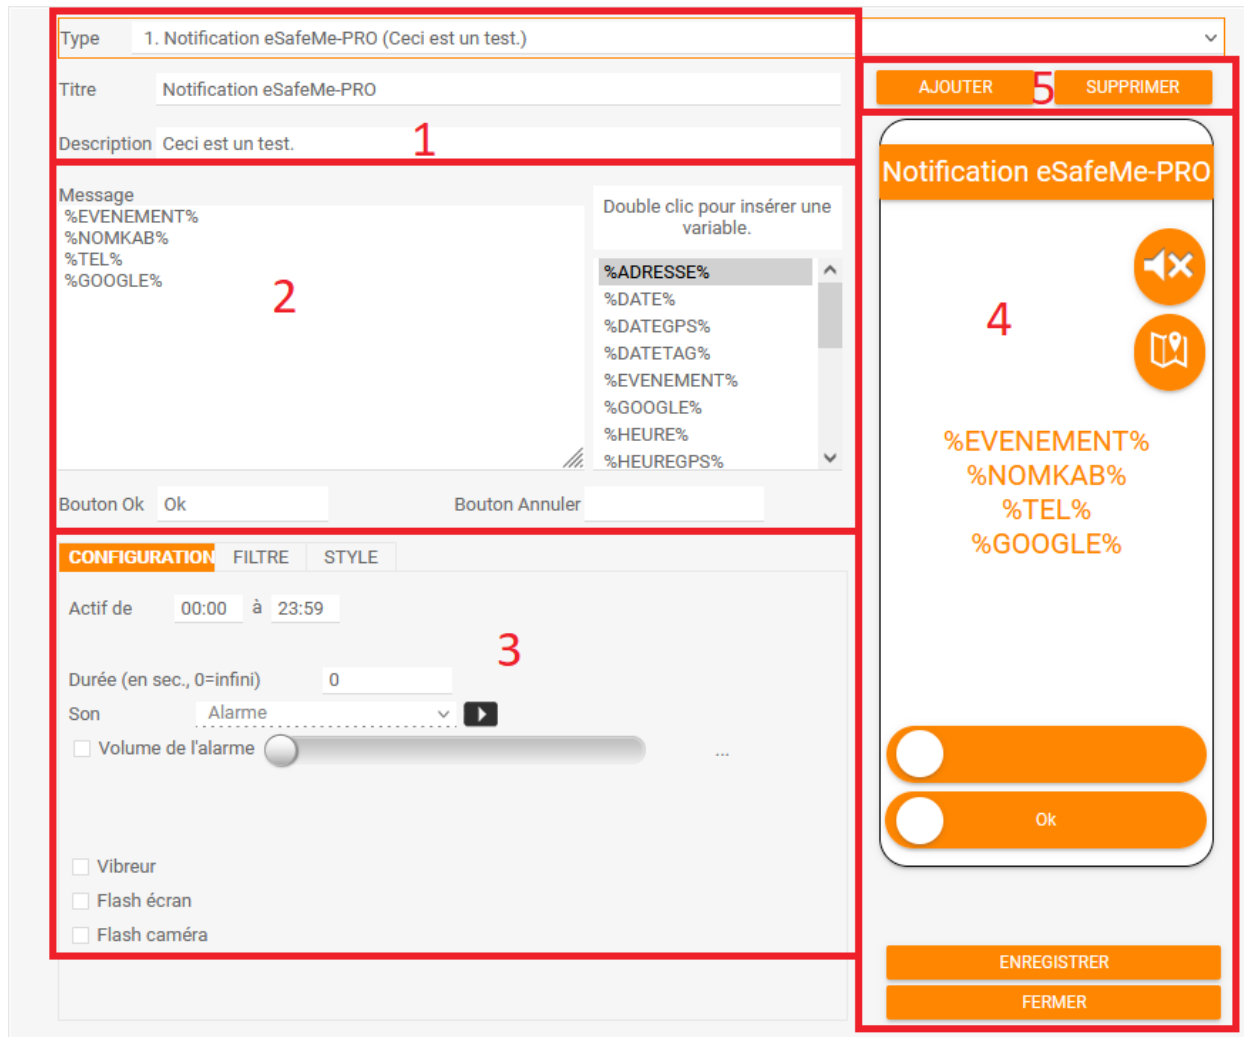 Type 1. Notification eSafeMe-PRO (Ceci est un test.)
Titre Notification eSafeMe-PRO
Description Ceci est un test.
1
AJOUTER 5 SUPPRIMER
Message
%EVENEMENT%
%NOMKAB%
%TEL%
%GOOGLE%
2
Double clic pour insérer une
variable.
%ADRESSE%
%DATE%
%DATEGPS%
%DATETAG%
%EVENEMENT%
%GOOGLE%
%HEURE%
%HEUREGPS%
Bouton Ok Ok Bouton Annuler
CONFIGURATION FILTRE STYLE
Actif de 00:00 à 23:59
3
Durée (en sec., 0=infini) 0
Son Alarme
Volume de l'alarme ...
Vibreur
Flash écran
Flash caméra
Notification eSafeMe-PRO
4
%EVENEMENT%
%NOMKAB%
%TEL%
%GOOGLE%
Ok
ENREGISTRER
FERMER